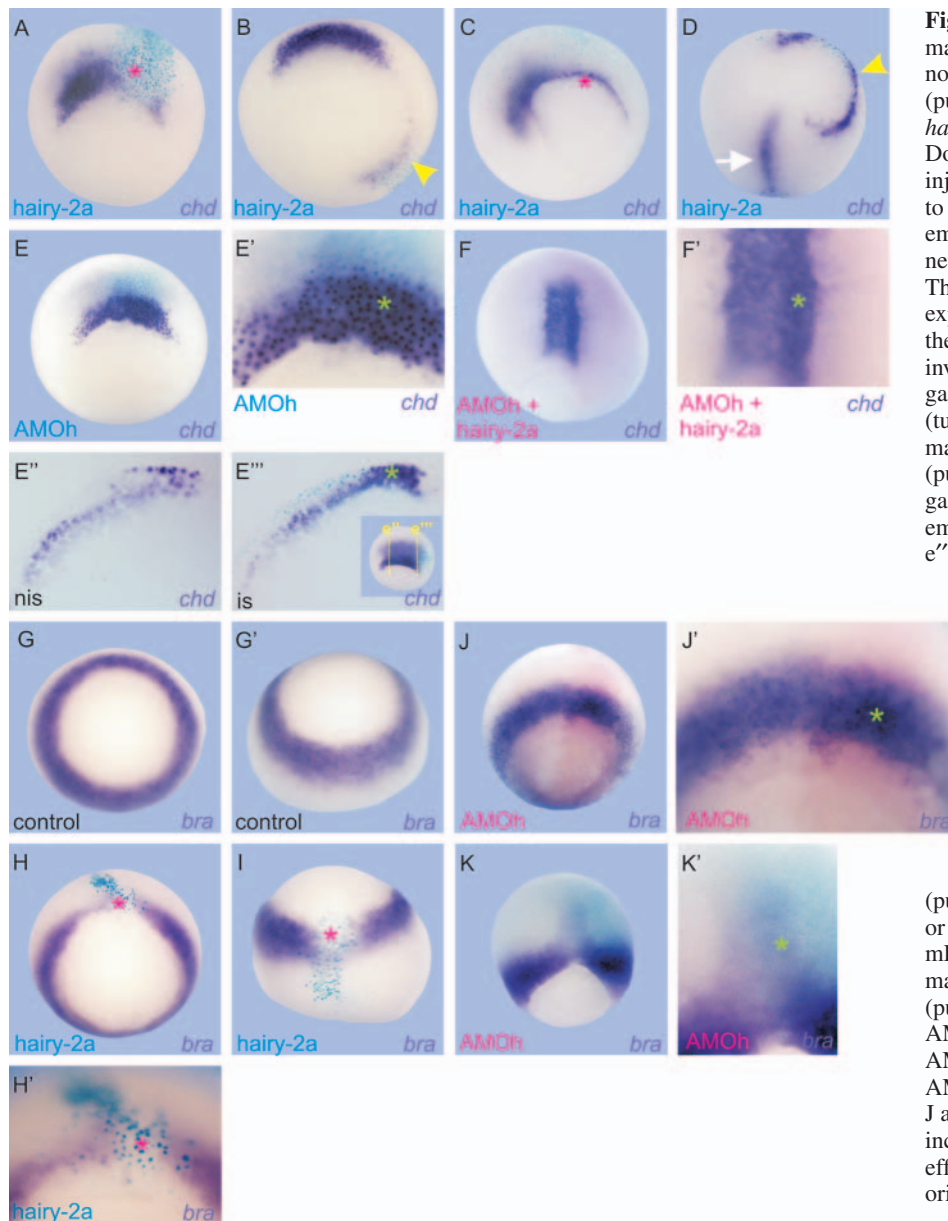 A
hairy-2a chd
B
hairy-2a chd
C
hairy-2a chd
D
hairy-2a chd
E
AMOh chd
E'
AMOh chd
F
AMOh + hairy-2a chd
F'
AMOh + hairy-2a chd
E''
nis chd
E'''
e'' e'''
is chd
G
control bra
G'
control bra
J
AMOh bra
J'
AMOh bra
H
hairy-2a bra
I
hairy-2a bra
K
AMOh bra
K'
AMOh bra
H'
hairy-2a bra
Fig
ma
no
(pu
ha
Do
inj
to
em
ne
Th
exp
the
inv
ga
(tu
ma
(pu
ga
em
e''
(pu
or
ml
ma
(pu
AM
AM
AM
J a
inc
eff
ori